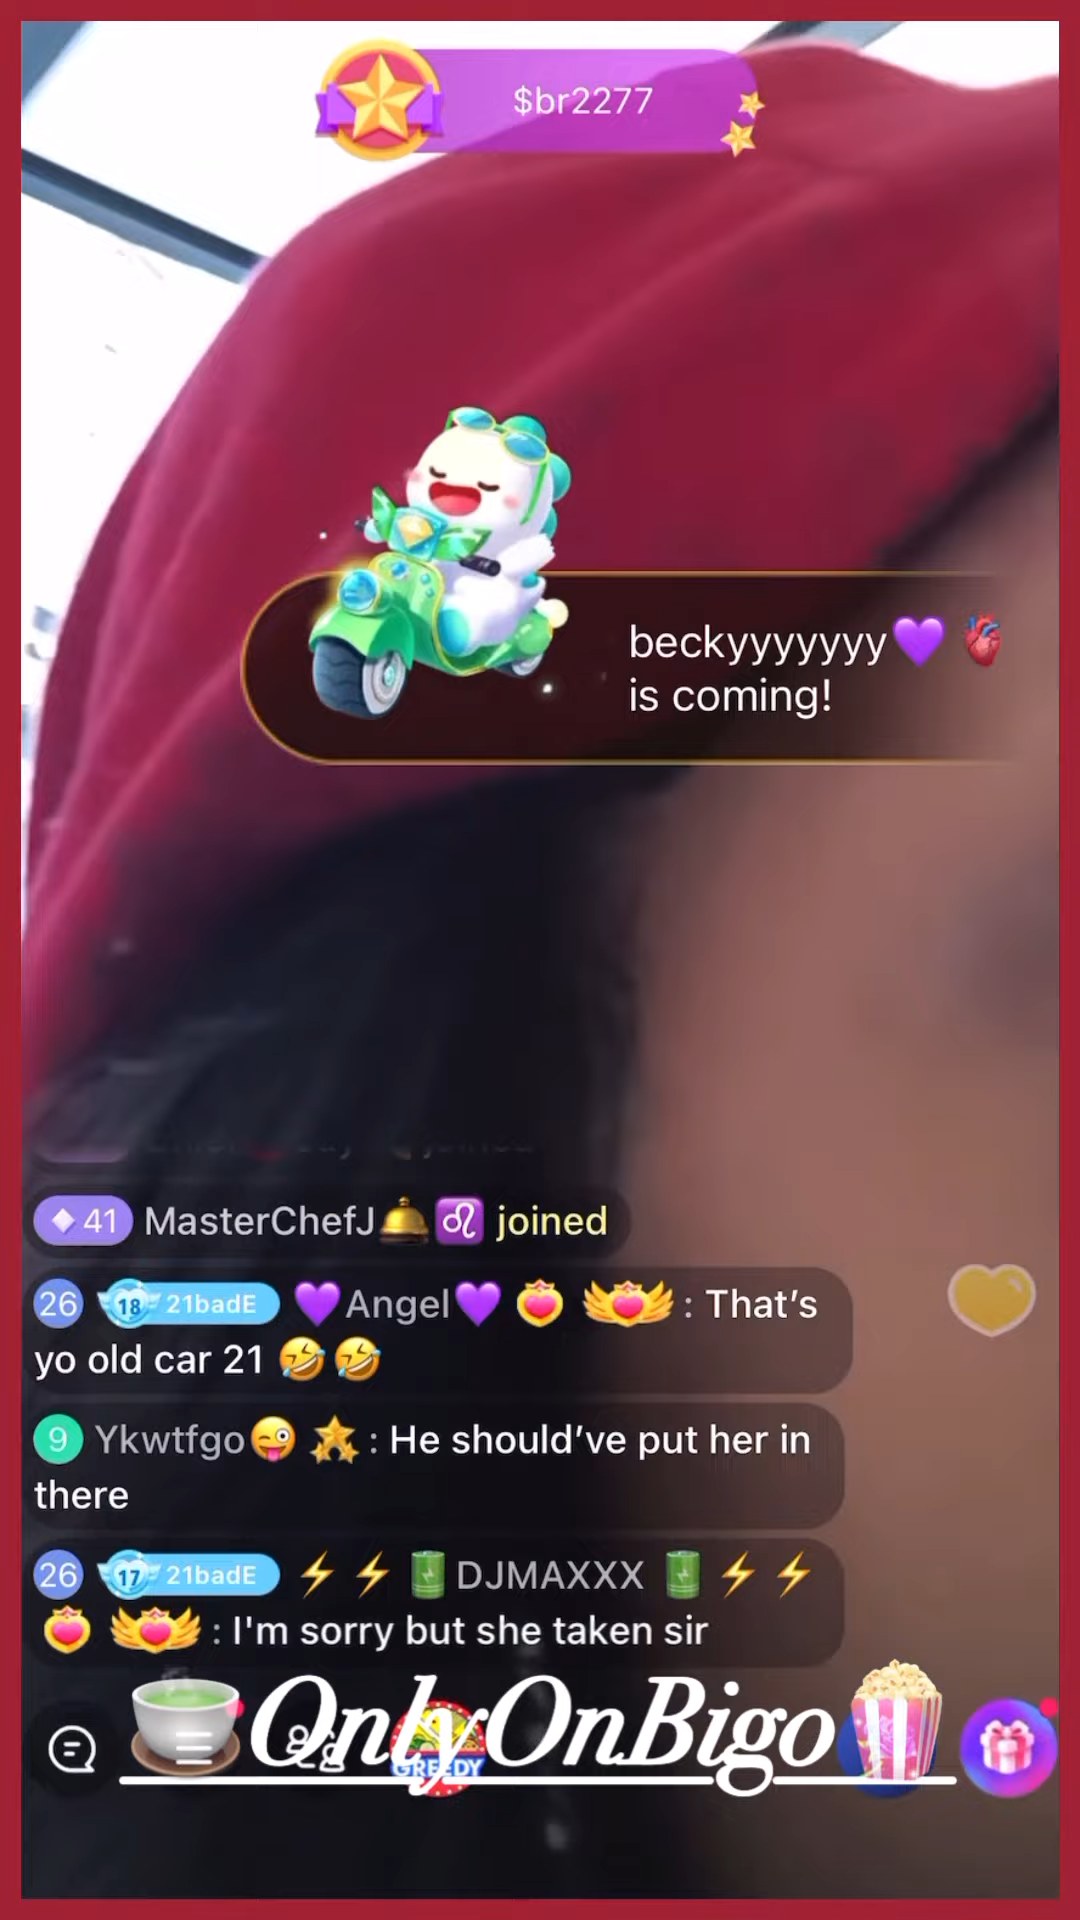 $br2277
beckyyyyyyy💜 🫀
is coming!
41 MasterChefJ🛎️♌ joined
26 18 21badE 💜Angel💜 : That’s
yo old car 21 🤣🤣
9 Ykwtfgo😜 : He should’ve put her in
there
26 17 21badE ⚡⚡🔋DJMAXXX🔋⚡⚡
: I'm sorry but she taken sir
🍵OnlyOnBigo🍿
GREEDY